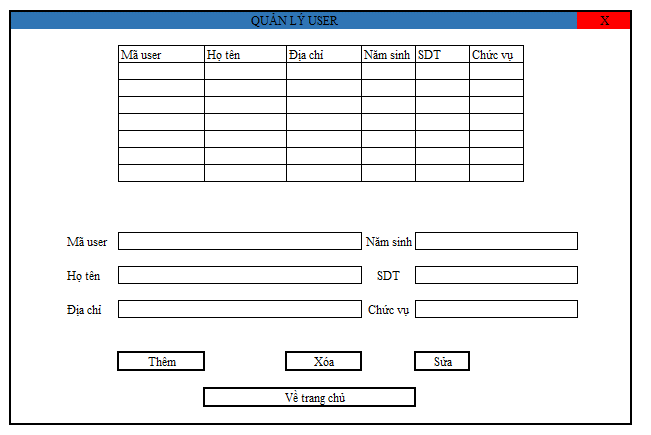 QUẢN LÝ USER X
Mã user Họ tên Địa chỉ Năm sinh SDT Chức vụ
Mã user Năm sinh
Họ tên SDT
Địa chỉ Chức vụ
Thêm Xóa Sửa
Về trang chủ